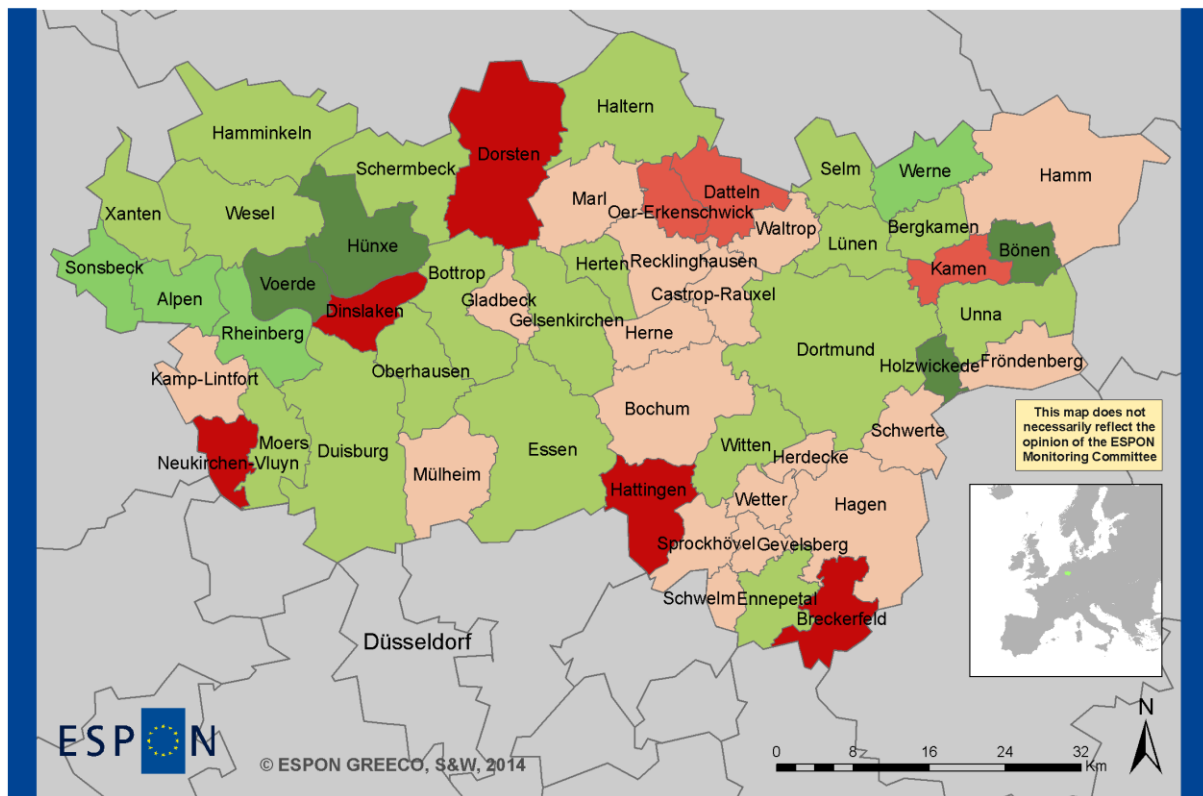 Haltern
Hamminkeln
Dorsten
Schermbeck
Selm
Werne
Hamm
Marl
Datteln
Oer-Erkenschwick
Xanten
Wesel
Waltrop
Bergkamen
Lünen
Hünxe
Bönen
Sonsbeck
Bottrop
Herten
Recklinghausen
Kamen
Voerde
Alpen
Gladbeck
Castrop-Rauxel
Dinslaken
Gelsenkirchen
Unna
Rheinberg
Herne
Dortmund
Holzwickede
Fröndenberg
Kamp-Lintfort
Oberhausen
Bochum
This map does not
necessarily reflect the
opinion of the ESPON
Monitoring Committee
Schwerte
Moers
Duisburg
Essen
Witten
Neukirchen-Vluyn
Herdecke
Mülheim
Hattingen
Wetter
Hagen
Sprockhövel
Gevelsberg
Schwelm
Ennepetal
Breckerfeld
Düsseldorf
N
ESPON
© ESPON GREECO, S&W, 2014
0 8 16 24 32
Km